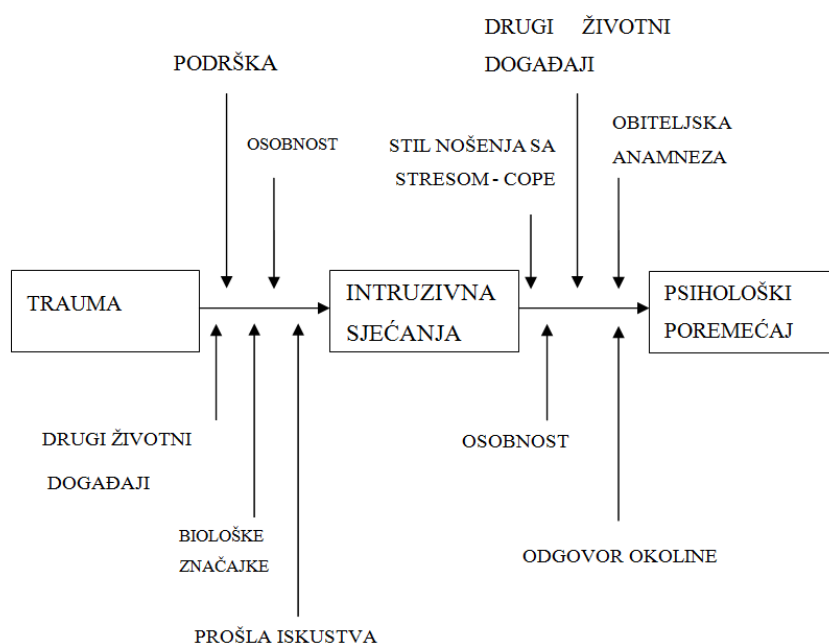 DRUGI ŽIVOTNI
DOGAĐAJI
PODRŠKA
OSOBNOST
STIL NOŠENJA SA
STRESOM - COPE
OBITELJSKA
ANAMNEZA
TRAUMA
INTRUZIVNA
SJEĆANJA
PSIHOLOŠKI
POREMEĆAJ
DRUGI ŽIVOTNI
DOGAĐAJI
OSOBNOST
BIOLOŠKE
ZNAČAJKE
ODGOVOR OKOLINE
PROŠLA ISKUSTVA